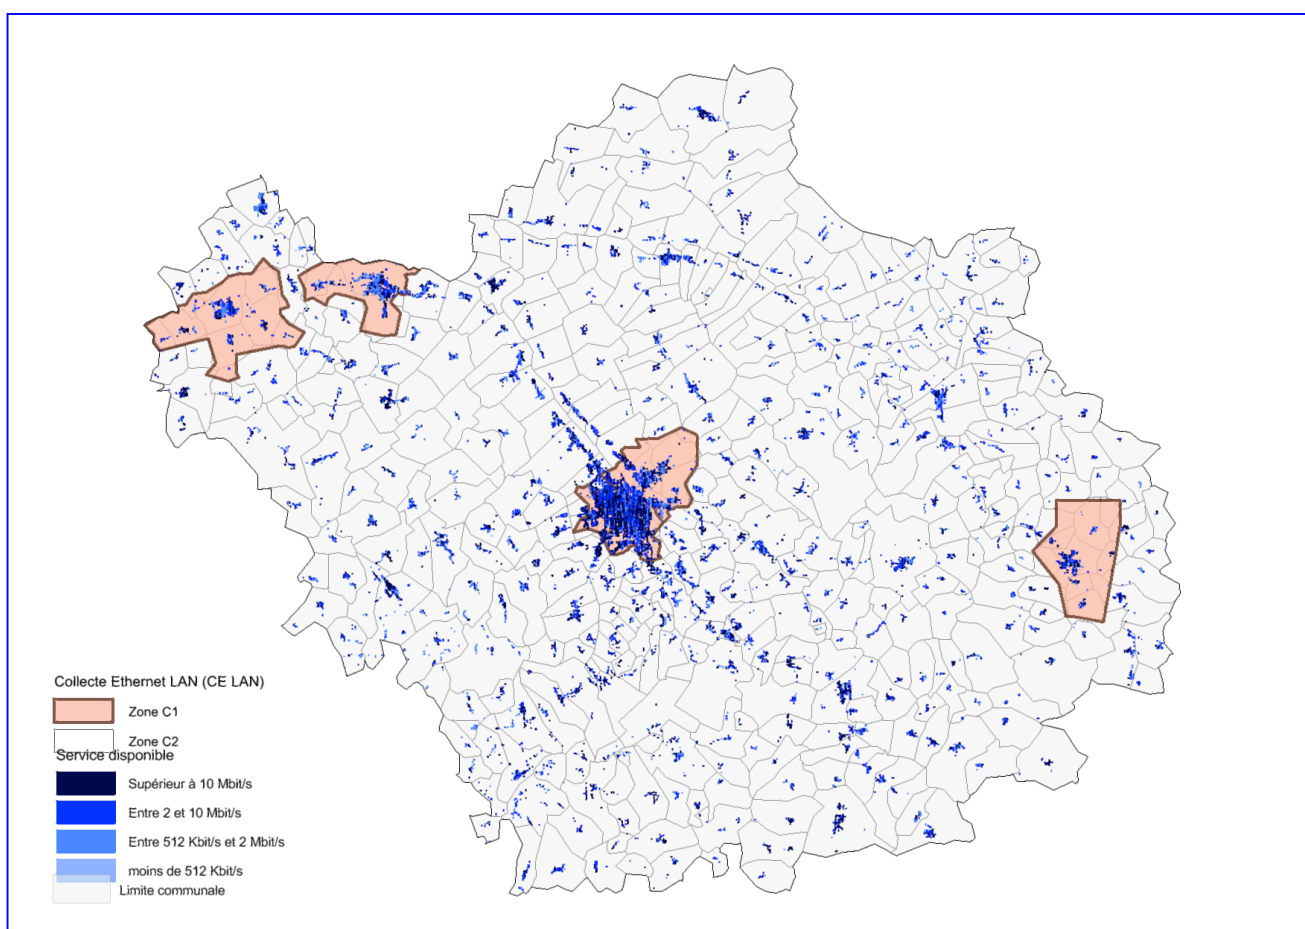 Collecte Ethernet LAN (CE LAN)
Zone C1
Zone C2
Service disponible
Supérieur à 10 Mbit/s
Entre 2 et 10 Mbit/s
Entre 512 Kbit/s et 2 Mbit/s
moins de 512 Kbit/s
Limite communale